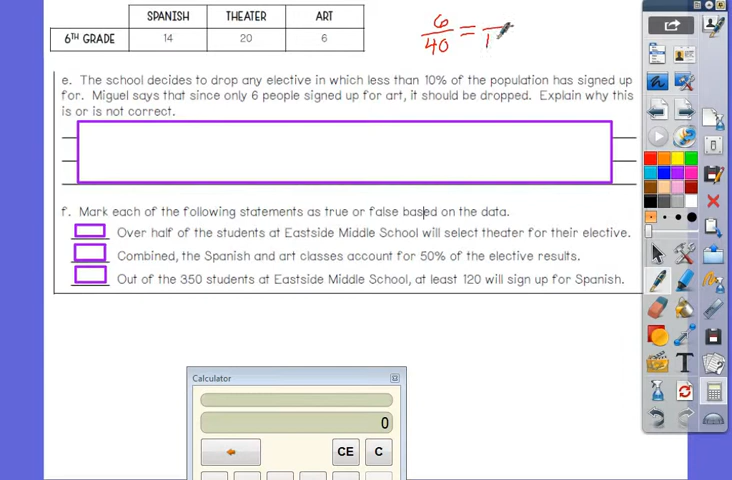 SPANISH THEATER ART
6TH GRADE 14 20 6
6/40 = /1
e. The school decides to drop any elective in which less than 10% of the population has signed up
for. Miguel says that since only 6 people signed up for art, it should be dropped. Explain why this
is or is not correct.
f. Mark each of the following statements as true or false based on the data.
Over half of the students at Eastside Middle School will select theater for their elective.
Combined, the Spanish and art classes account for 50% of the elective results.
Out of the 350 students at Eastside Middle School, at least 120 will sign up for Spanish.
Calculator
0
CE C
T